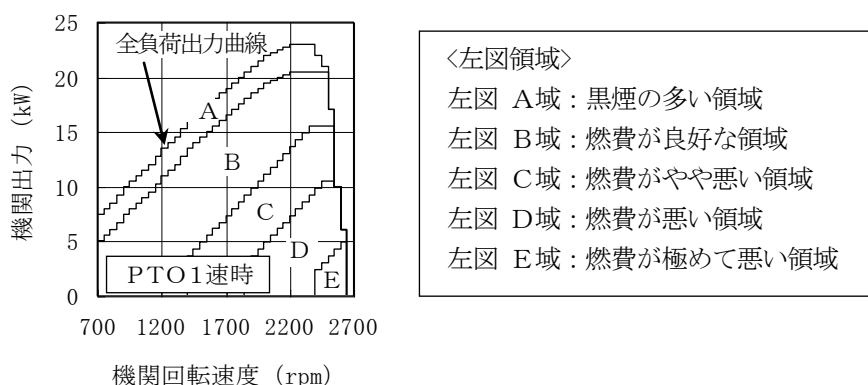 25
20
15
10
5
0
機関出力 (kW)
全負荷出力曲線
A
B
C
D
E
PTO1速時
700 1200 1700 2200 2700
機関回転速度 (rpm)
<左図領域>
左図 A域：黒煙の多い領域
左図 B域：燃費が良好な領域
左図 C域：燃費がやや悪い領域
左図 D域：燃費が悪い領域
左図 E域：燃費が極めて悪い領域